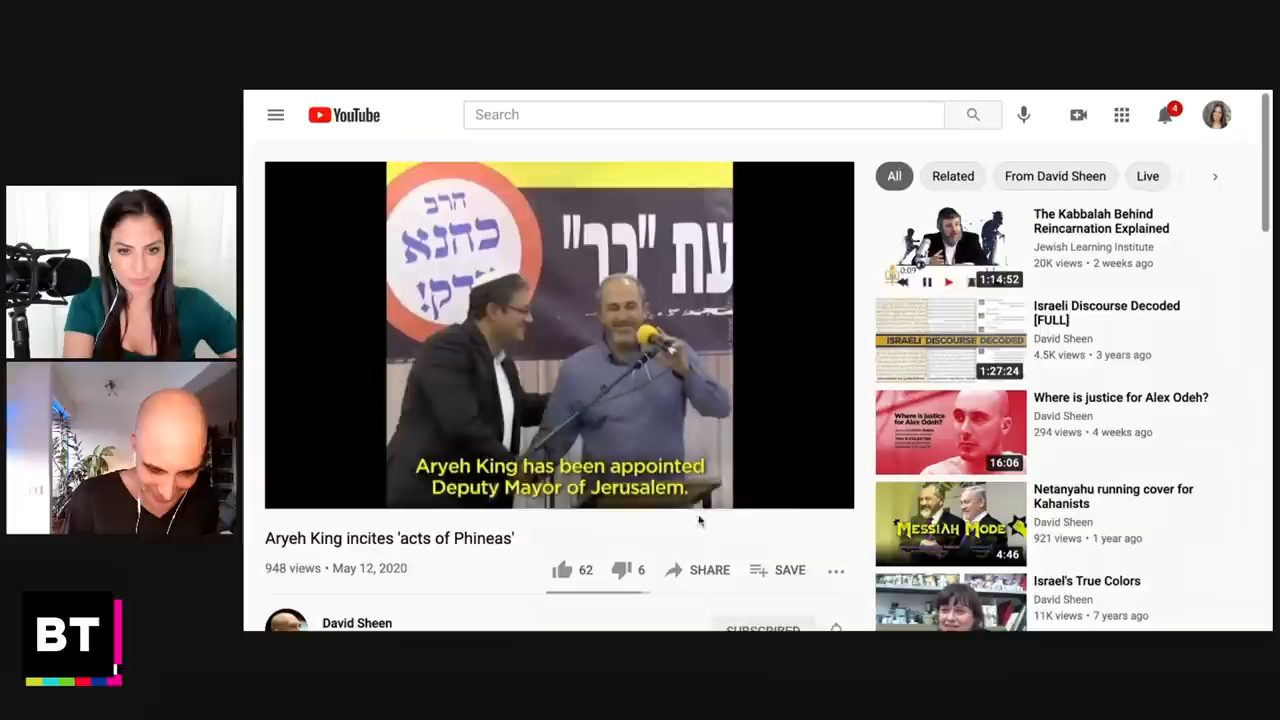 YouTube
Search
4
הרב
כהנא
צדק!
"עת "כך
Aryeh King has been appointed
Deputy Mayor of Jerusalem.
Aryeh King incites 'acts of Phineas'
948 views • May 12, 2020
62
6
SHARE
SAVE
David Sheen
SUBSCRIBED
All
Related
From David Sheen
Live
0:09
1:14:52
The Kabbalah Behind
Reincarnation Explained
Jewish Learning Institute
20K views • 2 weeks ago
ISRAELI DISCOURSE DECODED
1:27:24
Israeli Discourse Decoded
[FULL]
David Sheen
4.5K views • 3 years ago
Where is justice
for Alex Odeh?
16:06
Where is justice for Alex Odeh?
David Sheen
294 views • 4 weeks ago
MESSIAH MODE
4:46
Netanyahu running cover for
Kahanists
David Sheen
921 views • 1 year ago
Israel's True Colors
David Sheen
11K views • 7 years ago
BT